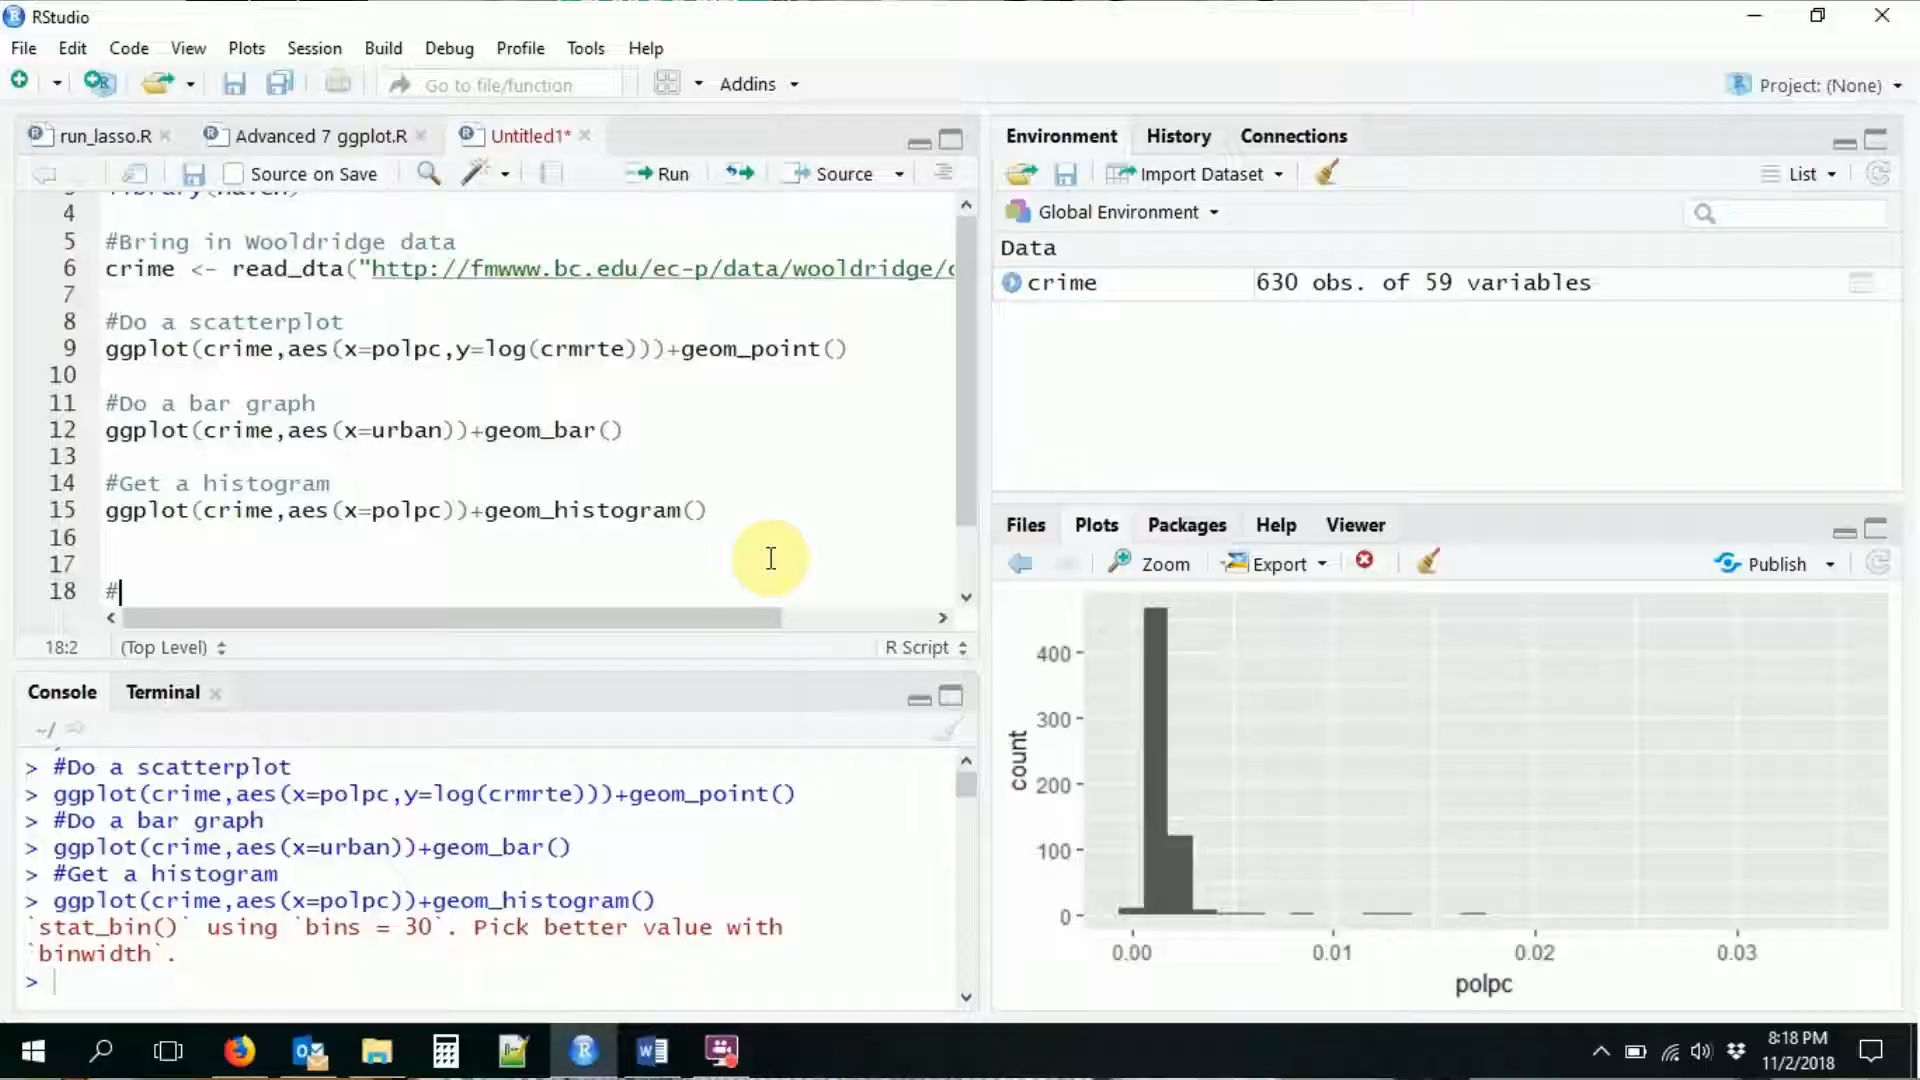 RStudio
File Edit Code View Plots Session Build Debug Profile Tools Help
Go to file/function Addins Project: (None)
run_lasso.R Advanced 7 ggplot.R Untitled1*
Source on Save Run Source
4
5 #Bring in Wooldridge data
6 crime <- read_dta("http://fmwww.bc.edu/ec-p/data/wooldridge/c
7
8 #Do a scatterplot
9 ggplot(crime,aes(x=polpc,y=log(crmrte)))+geom_point()
10
11 #Do a bar graph
12 ggplot(crime,aes(x=urban))+geom_bar()
13
14 #Get a histogram
15 ggplot(crime,aes(x=polpc))+geom_histogram()
16
17
18 #
18:2 (Top Level) R Script
Console Terminal
~/
> #Do a scatterplot
> ggplot(crime,aes(x=polpc,y=log(crmrte)))+geom_point()
> #Do a bar graph
> ggplot(crime,aes(x=urban))+geom_bar()
> #Get a histogram
> ggplot(crime,aes(x=polpc))+geom_histogram()
`stat_bin()` using `bins = 30`. Pick better value with
`binwidth`.
>
Environment History Connections
Import Dataset List
Global Environment
Data
crime 630 obs. of 59 variables
Files Plots Packages Help Viewer
Zoom Export Publish
400
300
200
100
0
count
0.00 0.01 0.02 0.03
polpc
8:18 PM
11/2/2018